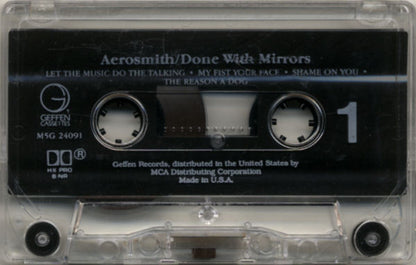 Aerosmith/Done With Mirrors
LET THE MUSIC DO THE TALKING • MY FIST YOUR FACE • SHAME ON YOU •
THE REASON A DOG
G
GEFFEN
CASSETTES
M5G 24091
1
HX PRO
B NR
Geffen Records, distributed in the United States by
MCA Distributing Corporation
Made in U.S.A.